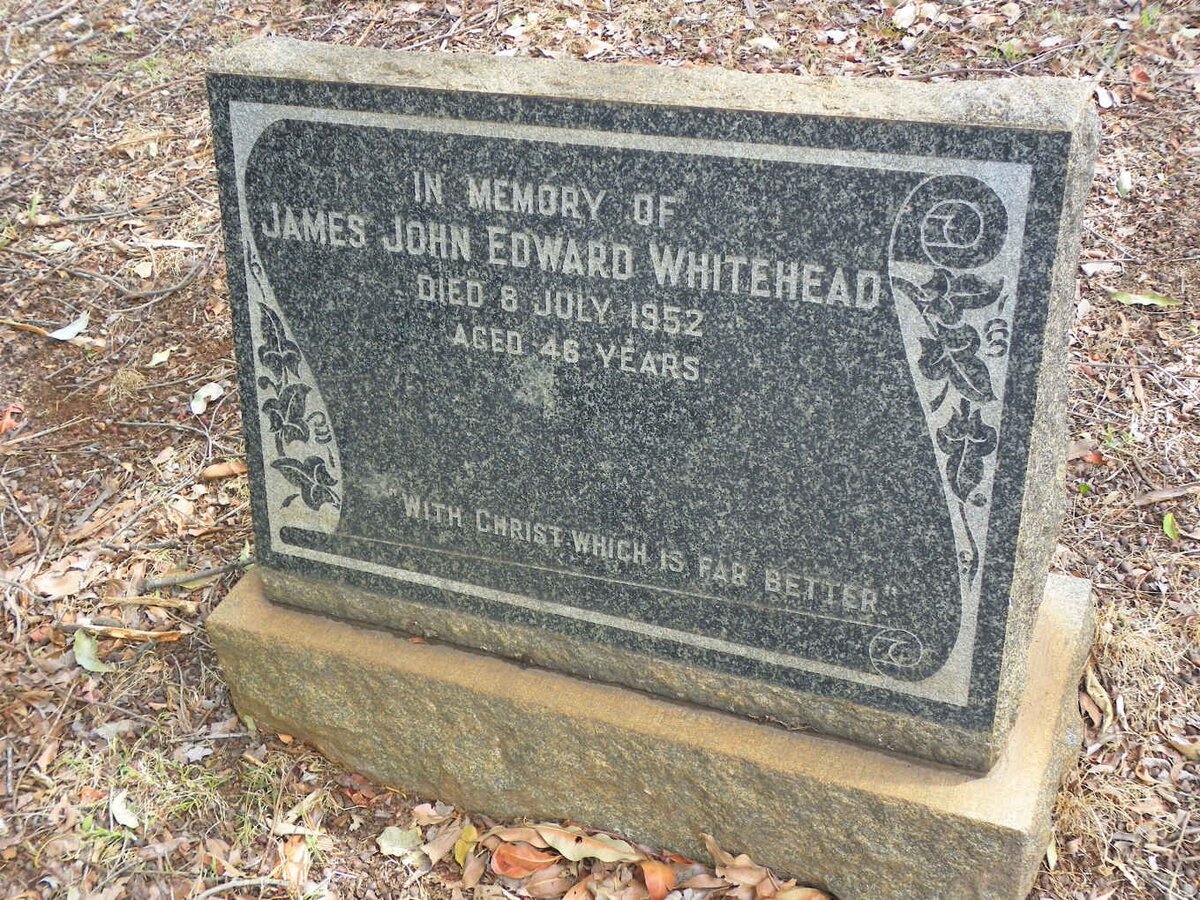 IN MEMORY OF
JAMES JOHN EDWARD WHITEHEAD
DIED 8 JULY 1952
AGED 46 YEARS.
"WITH CHRIST WHICH IS FAR BETTER."